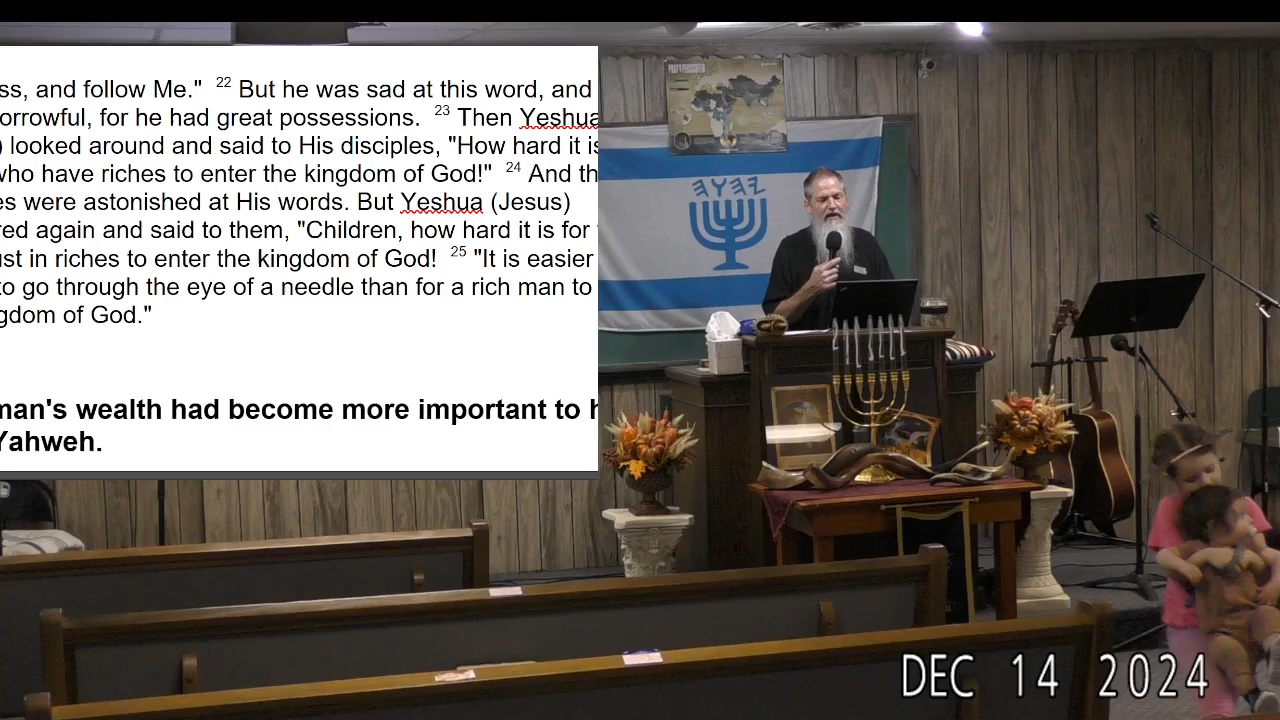 ss, and follow Me." 22 But he was sad at this word, and
orrowful, for he had great possessions. 23 Then Yeshua
) looked around and said to His disciples, "How hard it is
who have riches to enter the kingdom of God!" 24 And th
es were astonished at His words. But Yeshua (Jesus)
red again and said to them, "Children, how hard it is for
ust in riches to enter the kingdom of God! 25 "It is easier
to go through the eye of a needle than for a rich man to
gdom of God."
man's wealth had become more important to h
Yahweh.
𐤉𐤄𐤅𐤄
DEC 14 2024